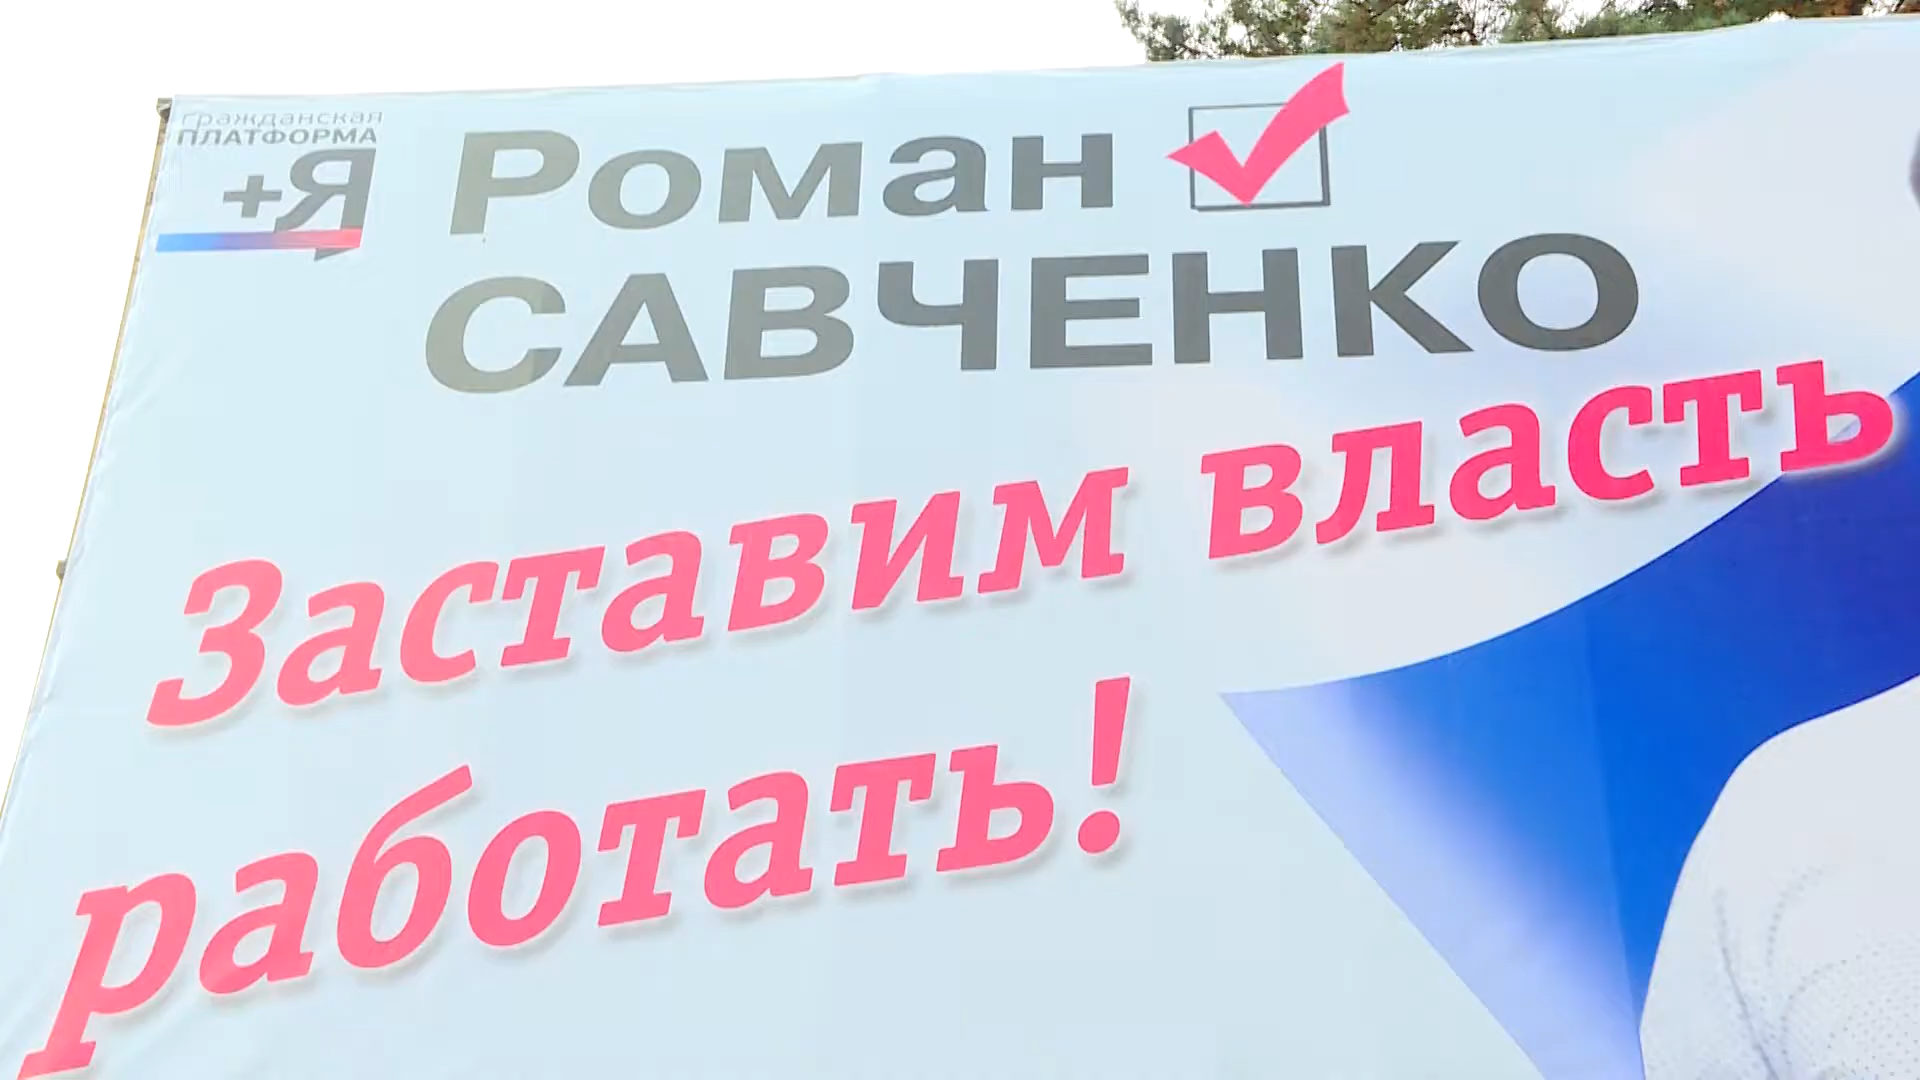 гражданская
ПЛАТФОРМА
+Я
Роман
САВЧЕНКО
Заставим власть
работать!